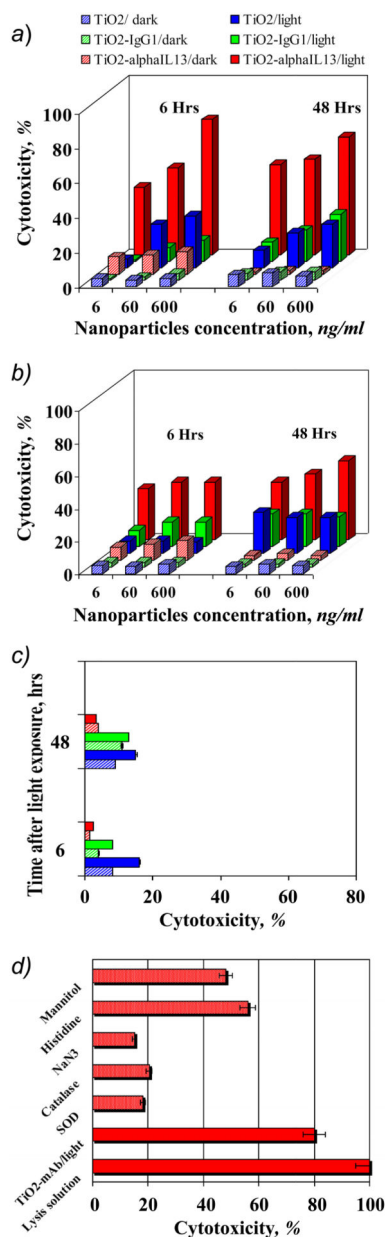 TiO2/ dark TiO2/light
a) TiO2-IgG1/dark TiO2-IgG1/light
TiO2-alphaIL13/dark TiO2-alphaIL13/light
100
80
60
40
20
0
Cytotoxicity, %
6 Hrs 48 Hrs
6 60 600 6 60 600
Nanoparticles concentration, ng/ml
b)
100
80
60
40
20
0
Cytotoxicity, %
6 Hrs 48 Hrs
6 60 600 6 60 600
Nanoparticles concentration, ng/ml
c)
Time after light exposure, hrs
48
6
0 20 40 60 80
Cytotoxicity, %
d)
Mannitol
Histidine
NaN3
Catalase
SOD
TiO2-mAb/light
Lysis solution
0 20 40 60 80 100
Cytotoxicity, %